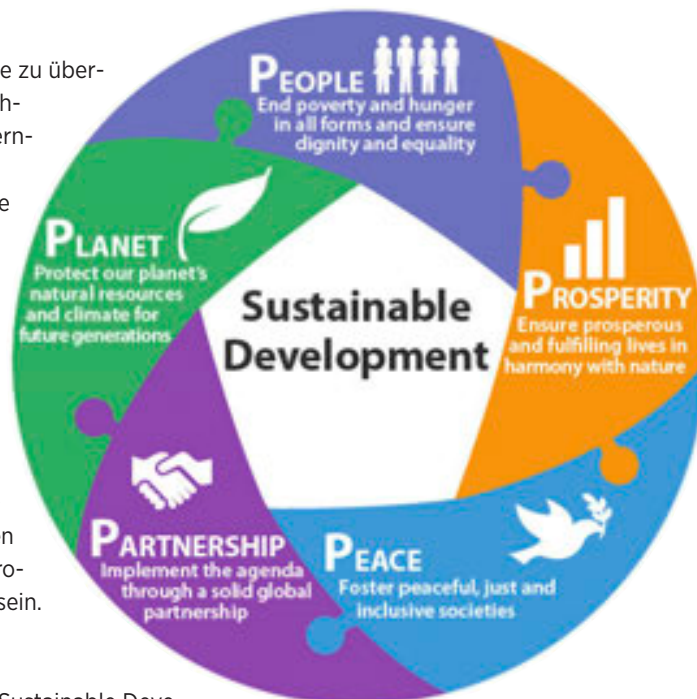 e zu über-
h-
ern-
e
en
ro-
sein.
Sustainable Deve-
PEOPLE
End poverty and hunger
in all forms and ensure
dignity and equality
PROSPERITY
Ensure prosperous
and fulfilling lives in
harmony with nature
PEACE
Foster peaceful, just and
inclusive societies
PARTNERSHIP
Implement the agenda
through a solid global
partnership
PLANET
Protect our planet's
natural resources
and climate for
future generations
Sustainable
Development